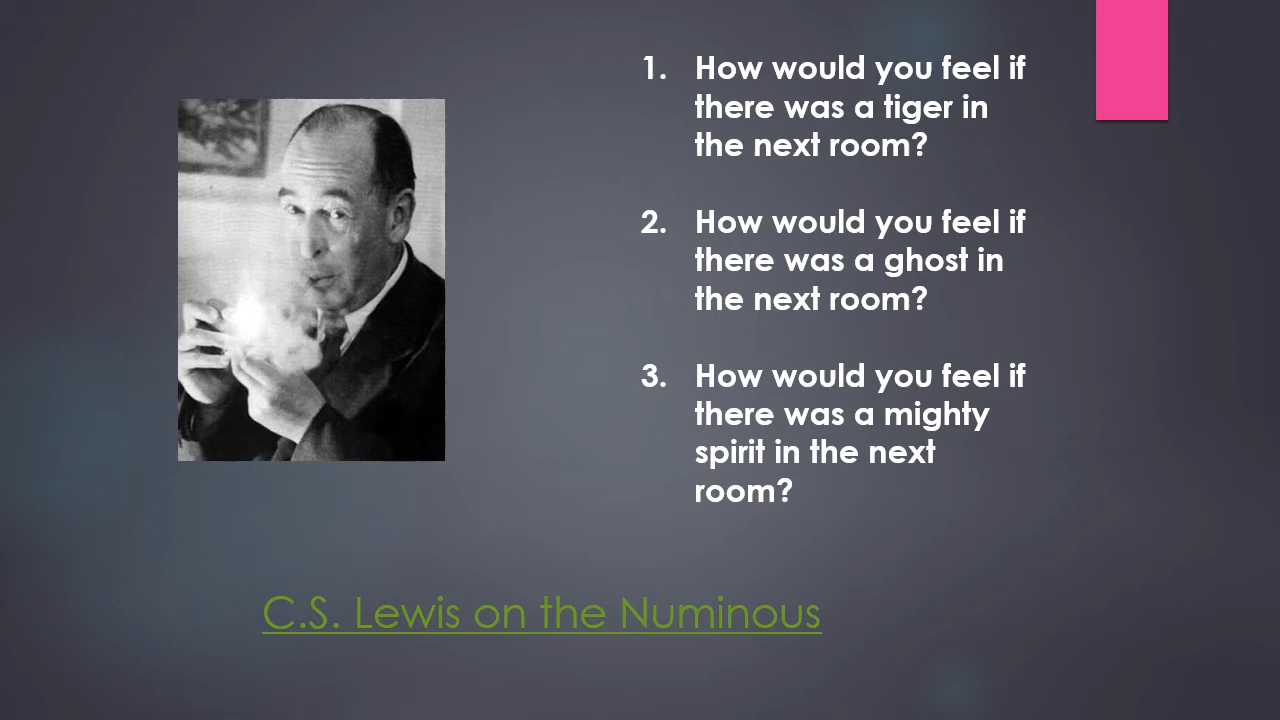 1. How would you feel if
there was a tiger in
the next room?
2. How would you feel if
there was a ghost in
the next room?
3. How would you feel if
there was a mighty
spirit in the next
room?
C.S. Lewis on the Numinous